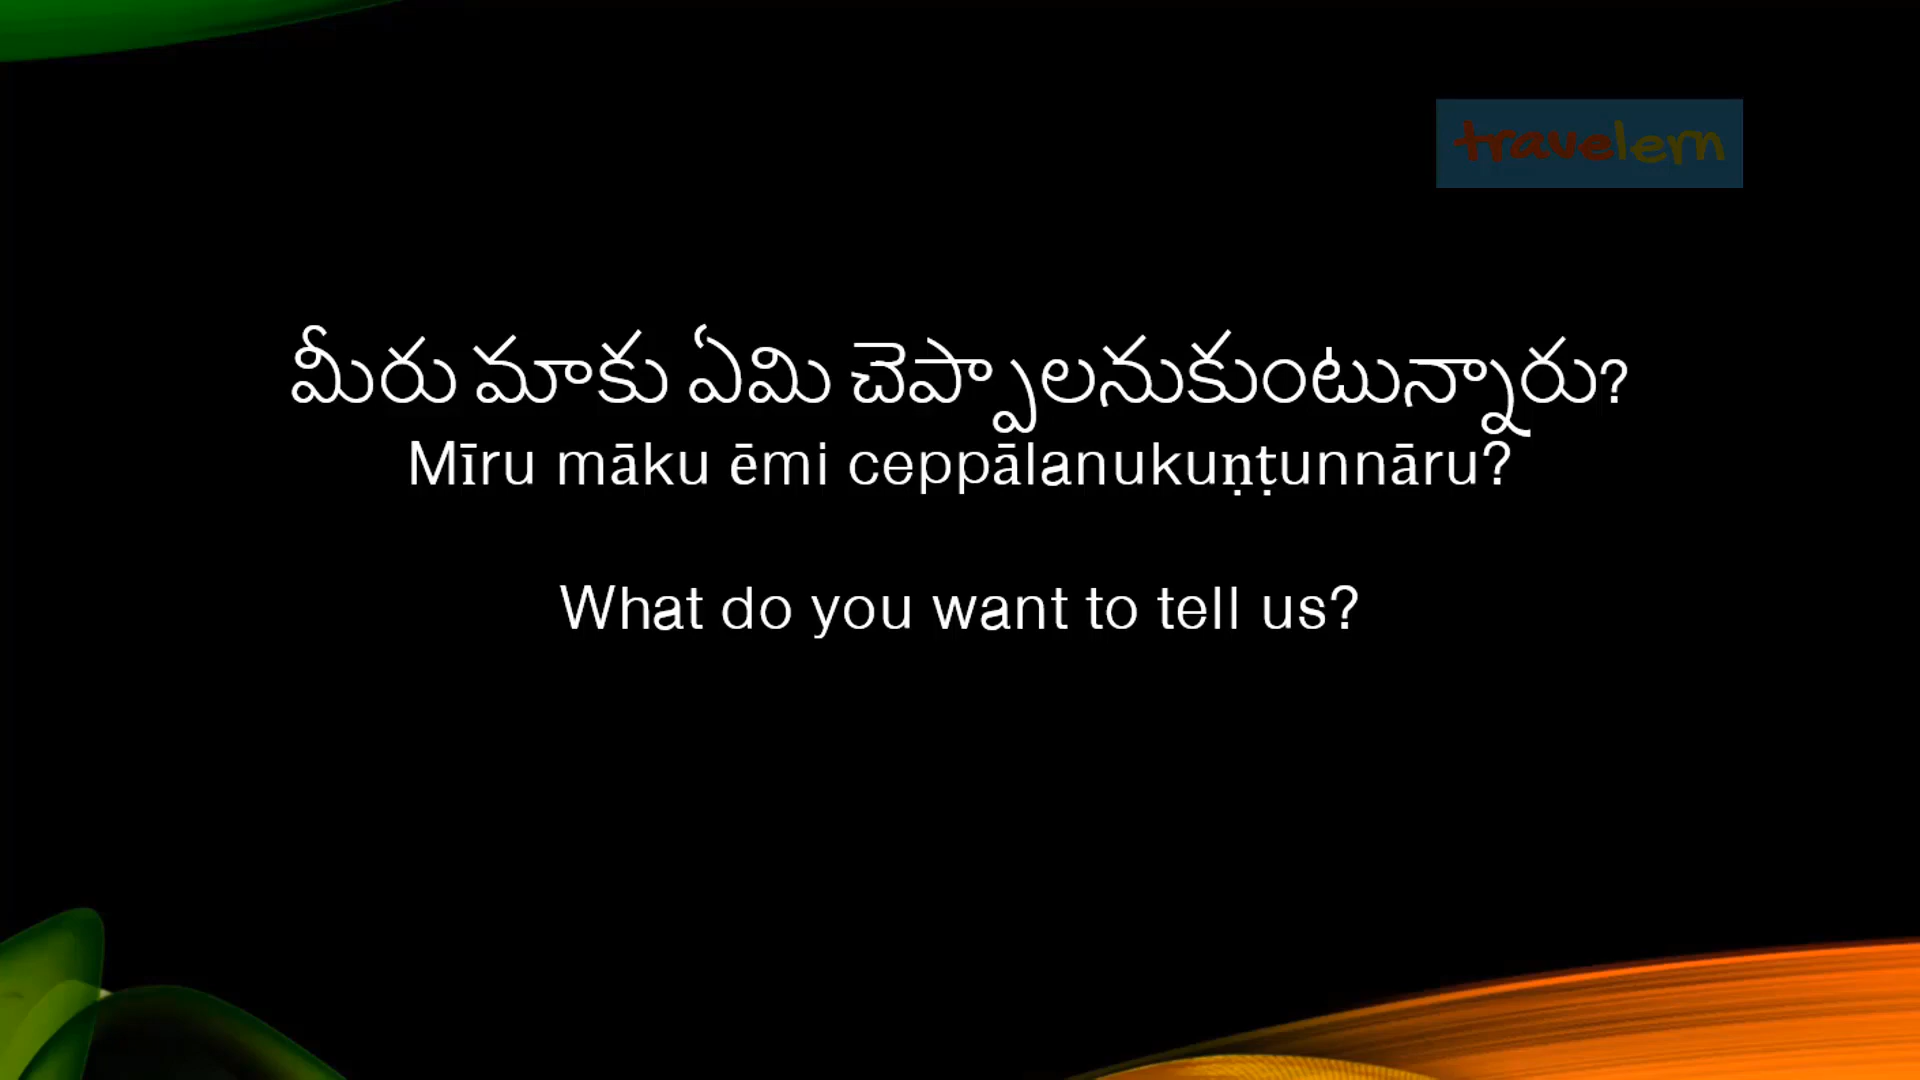 travelern
మీరు మాకు ఏమి చెప్పాలనుకుంటున్నారు?
Mīru māku ēmi ceppālanukuṇṭunnāru?
What do you want to tell us?